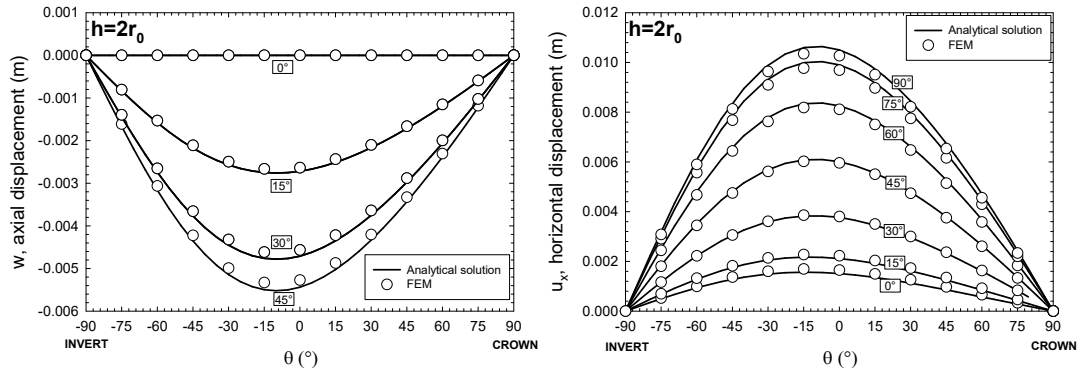 h=2r0
w, axial displacement (m)
0.001
0.000
-0.001
-0.002
-0.003
-0.004
-0.005
-0.006
0°
15°
30°
45°
Analytical solution
FEM
-90 -75 -60 -45 -30 -15 0 15 30 45 60 75 90
INVERT CROWN
θ (°)
h=2r0
ux, horizontal displacement (m)
0.012
0.010
0.008
0.006
0.004
0.002
0.000
Analytical solution
FEM
90°
75°
60°
45°
30°
15°
0°
-90 -75 -60 -45 -30 -15 0 15 30 45 60 75 90
INVERT CROWN
θ (°)